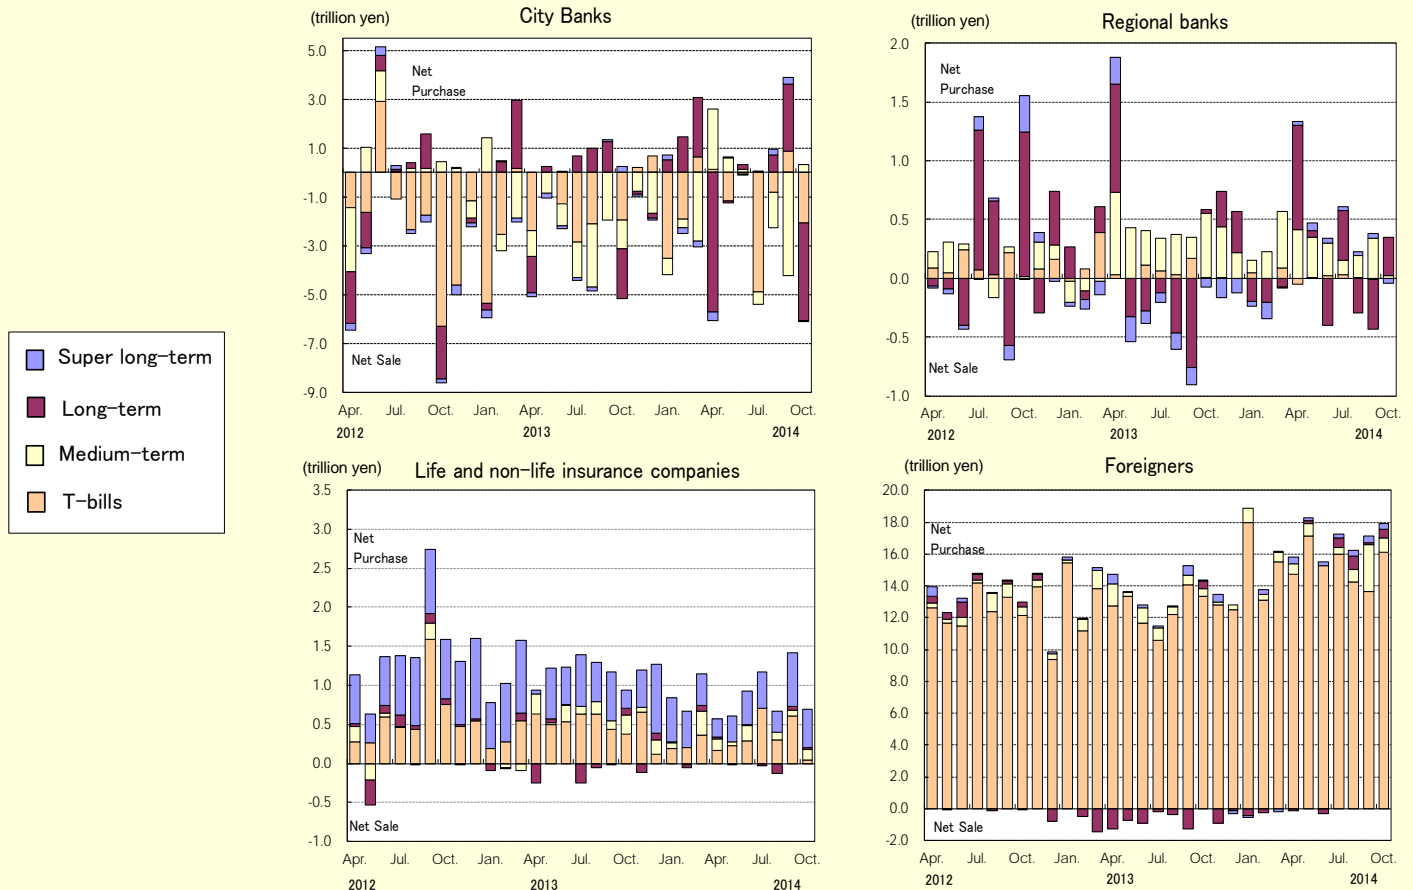 (trillion yen)
City Banks
5.0
3.0
1.0
-1.0
-3.0
-5.0
-7.0
-9.0
Net
Purchase
Net Sale
Apr. Jul. Oct. Jan. Apr. Jul. Oct. Jan. Apr. Jul. Oct.
2012 2013 2014
(trillion yen)
Regional banks
2.0
1.5
1.0
0.5
0.0
-0.5
-1.0
Net
Purchase
Net Sale
Apr. Jul. Oct. Jan. Apr. Jul. Oct. Jan. Apr. Jul. Oct.
2012 2013 2014
Super long-term
Long-term
Medium-term
T-bills
(trillion yen)
Life and non-life insurance companies
3.5
3.0
2.5
2.0
1.5
1.0
0.5
0.0
-0.5
-1.0
Net
Purchase
Net Sale
Apr. Jul. Oct. Jan. Apr. Jul. Oct. Jan. Apr. Jul. Oct.
2012 2013 2014
(trillion yen)
Foreigners
20.0
18.0
16.0
14.0
12.0
10.0
8.0
6.0
4.0
2.0
0.0
-2.0
Net
Purchase
Net Sale
Apr. Jul. Oct. Jan. Apr. Jul. Oct. Jan. Apr. Jul. Oct.
2012 2013 2014